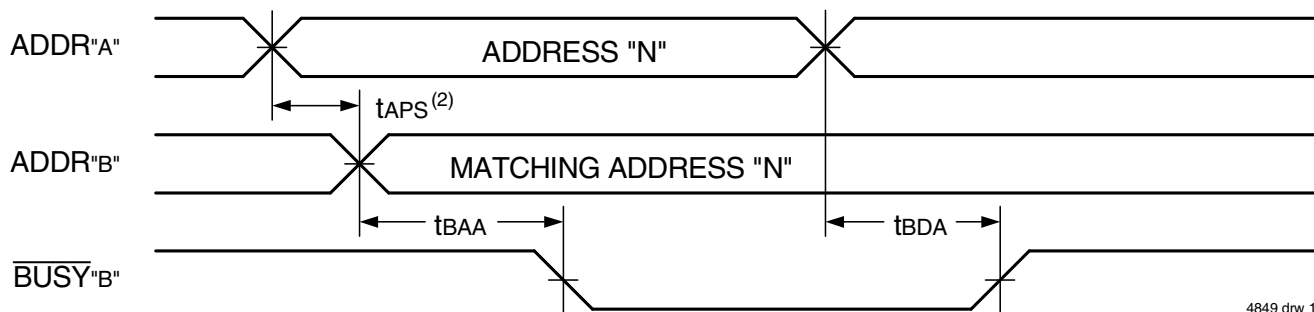 ADDR"A"
ADDRESS "N"
tAPS(2)
ADDR"B"
MATCHING ADDRESS "N"
tBAA
tBDA
BUSY"B"
4849 drw 1